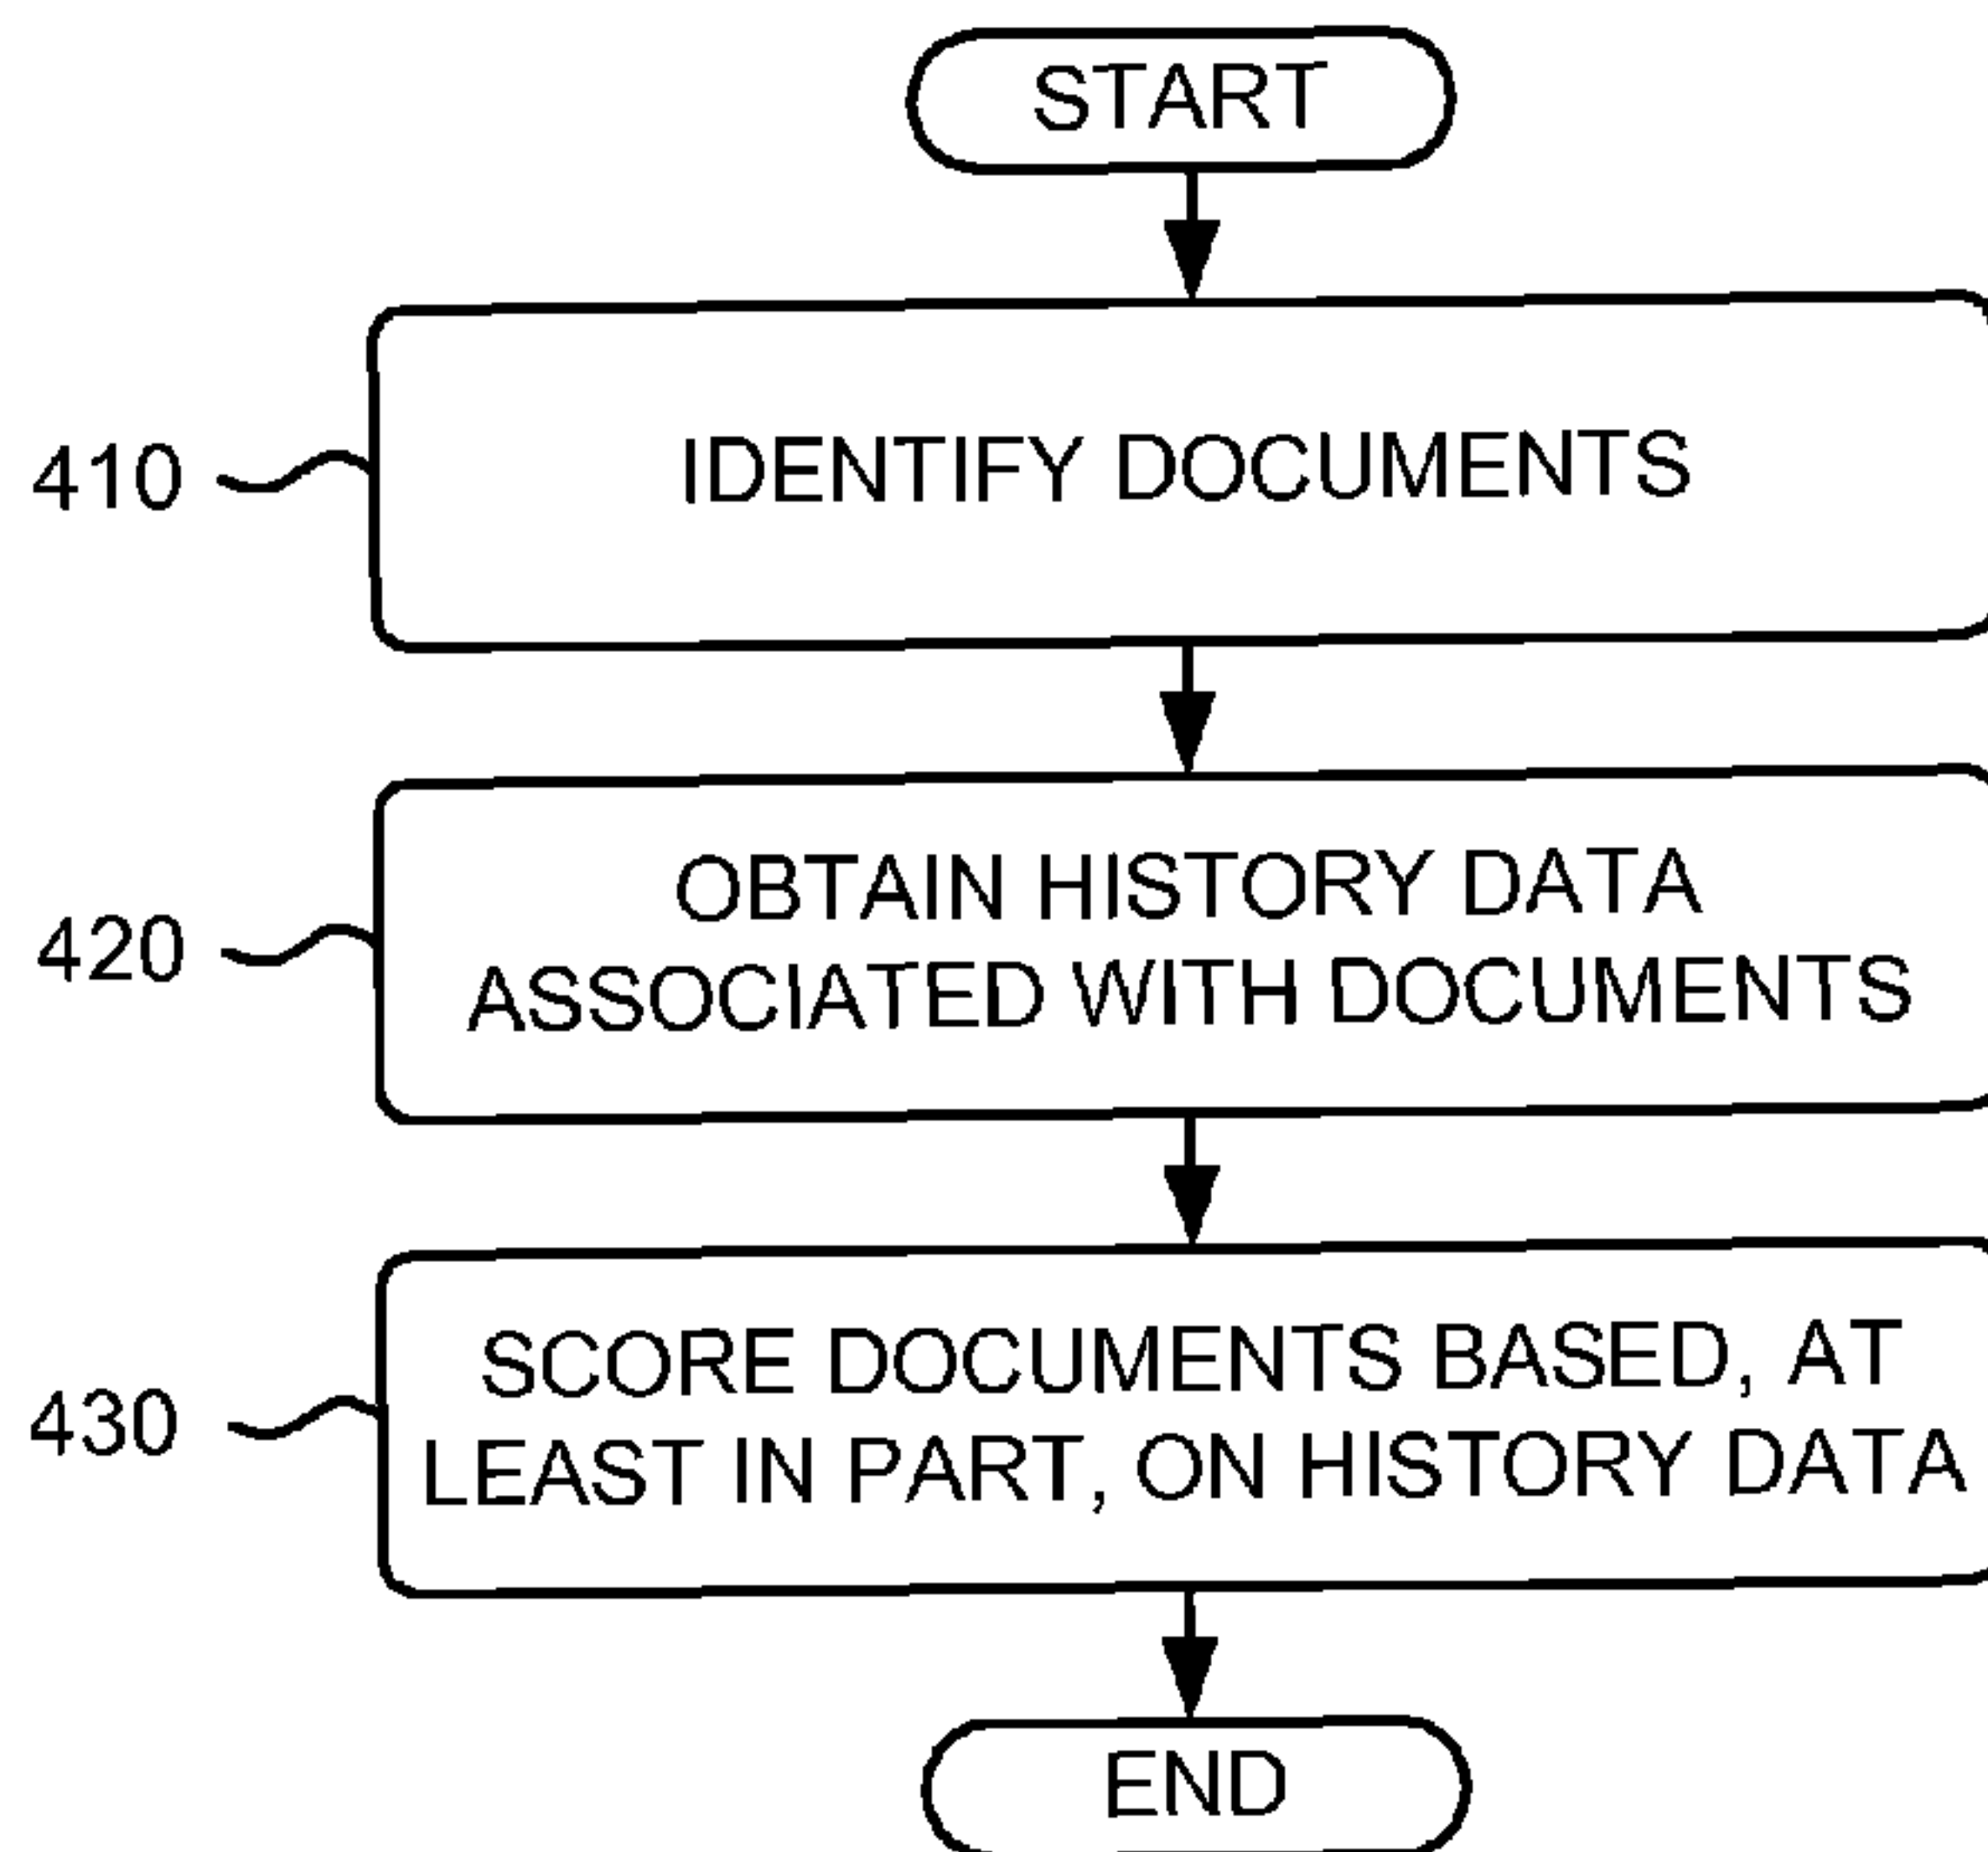 START
410
IDENTIFY DOCUMENTS
420
OBTAIN HISTORY DATA
ASSOCIATED WITH DOCUMENTS
430
SCORE DOCUMENTS BASED, AT
LEAST IN PART, ON HISTORY DATA
END